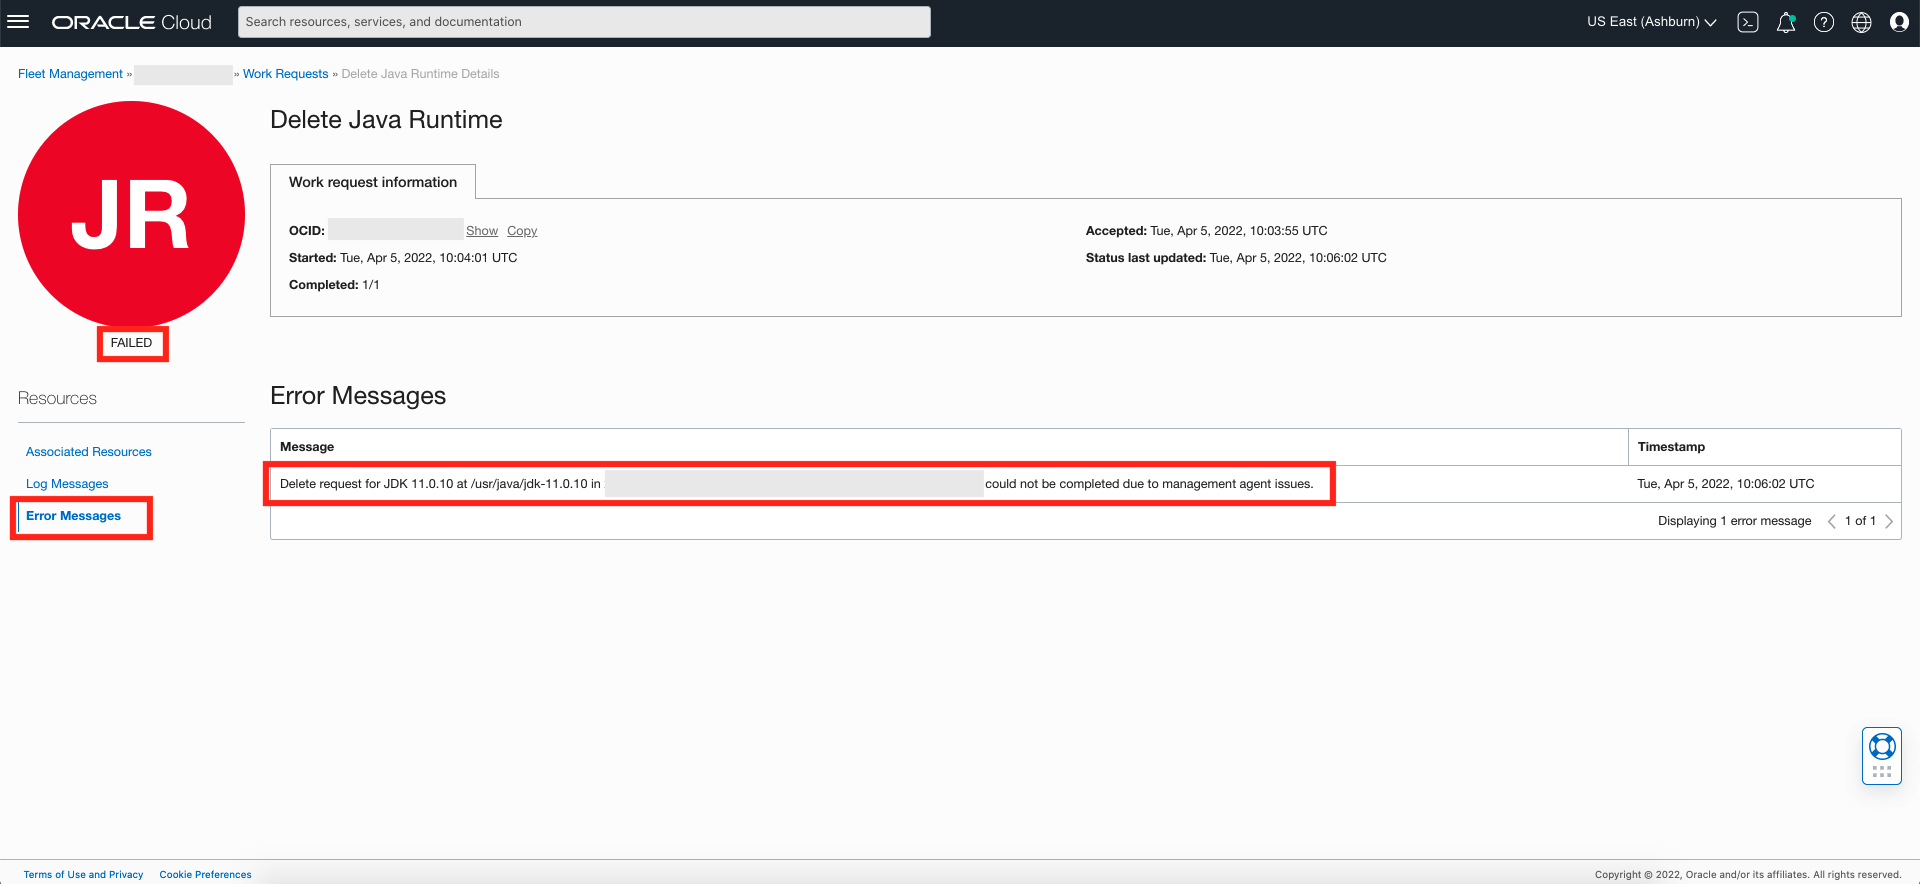 ORACLE Cloud
Search resources, services, and documentation
US East (Ashburn)
Fleet Management » » Work Requests » Delete Java Runtime Details
JR
FAILED
Delete Java Runtime
Work request information
OCID: Show Copy
Started: Tue, Apr 5, 2022, 10:04:01 UTC
Completed: 1/1
Accepted: Tue, Apr 5, 2022, 10:03:55 UTC
Status last updated: Tue, Apr 5, 2022, 10:06:02 UTC
Resources
Associated Resources
Log Messages
Error Messages
Error Messages
Message Timestamp
Delete request for JDK 11.0.10 at /usr/java/jdk-11.0.10 in could not be completed due to management agent issues. Tue, Apr 5, 2022, 10:06:02 UTC
Displaying 1 error message 1 of 1
Terms of Use and Privacy Cookie Preferences
Copyright © 2022, Oracle and/or its affiliates. All rights reserved.